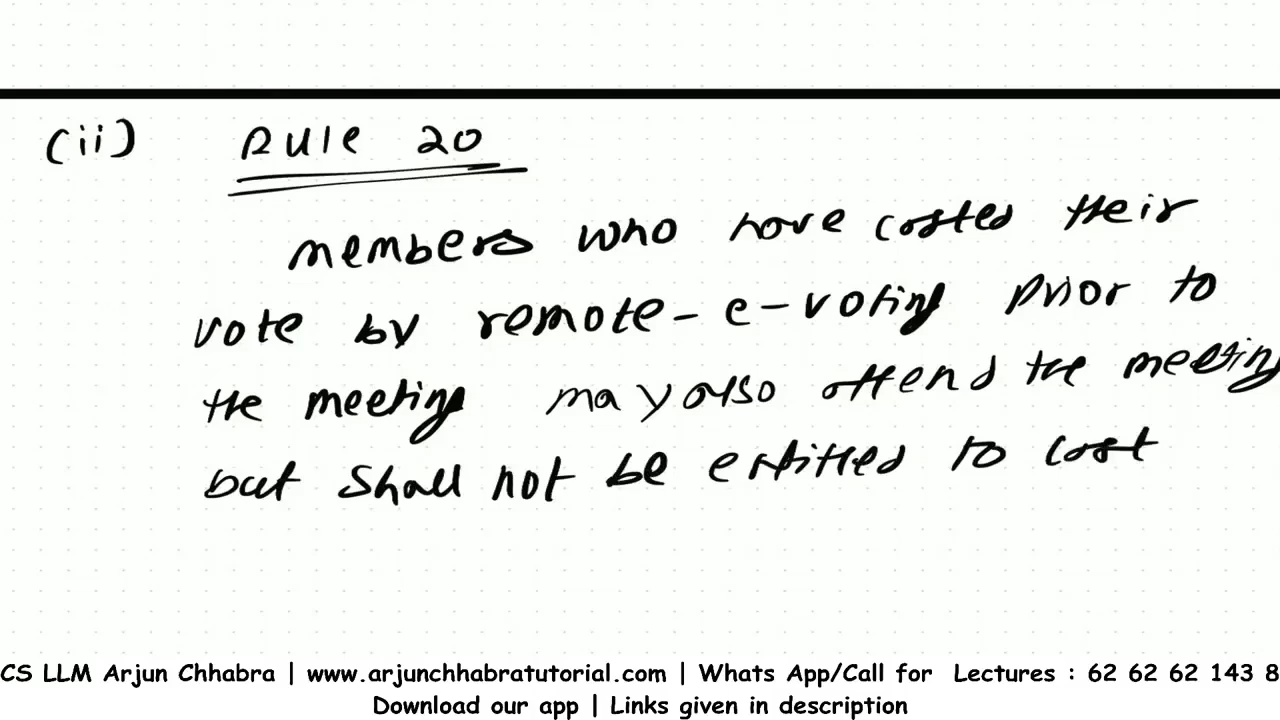 (ii) Rule 20
members who have casted their
vote by remote-e-voting prior to
the meeting may also attend the meeting
but shall not be entitled to cast
CS LLM Arjun Chhabra | www.arjunchhabratutorial.com | Whats App/Call for Lectures : 62 62 62 143 8
Download our app | Links given in description